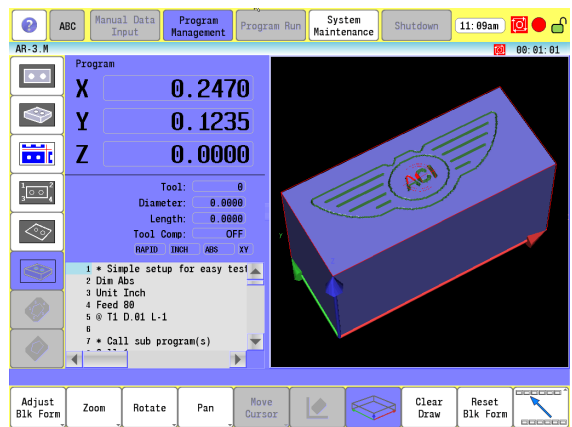 ?
ABC
Manual Data Input
Program Management
Program Run
System Maintenance
Shutdown
11:09am
AR-3.M
00:01:01
Program
X 0.2470
Y 0.1235
Z 0.0000
Tool: 0
Diameter: 0.0000
Length: 0.0000
Tool Comp: OFF
RAPID INCH ABS XY
1 * Simple setup for easy test
2 Dim Abs
3 Unit Inch
4 Feed 80
5 @ T1 D.01 L-1
6
7 * Call sub program(s)
1 2
3 4
ACI
Y
Adjust Blk Form
Zoom
Rotate
Pan
Move Cursor
Clear Draw
Reset Blk Form